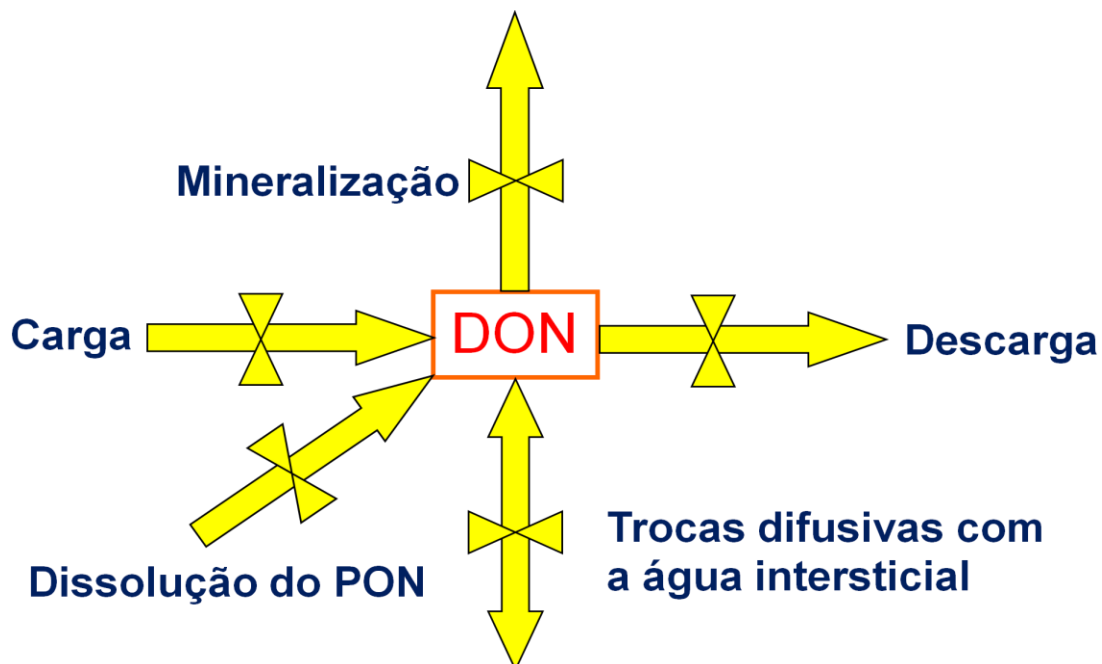 Mineralização
Carga
DON
Descarga
Dissolução do PON
Trocas difusivas com
a água intersticial